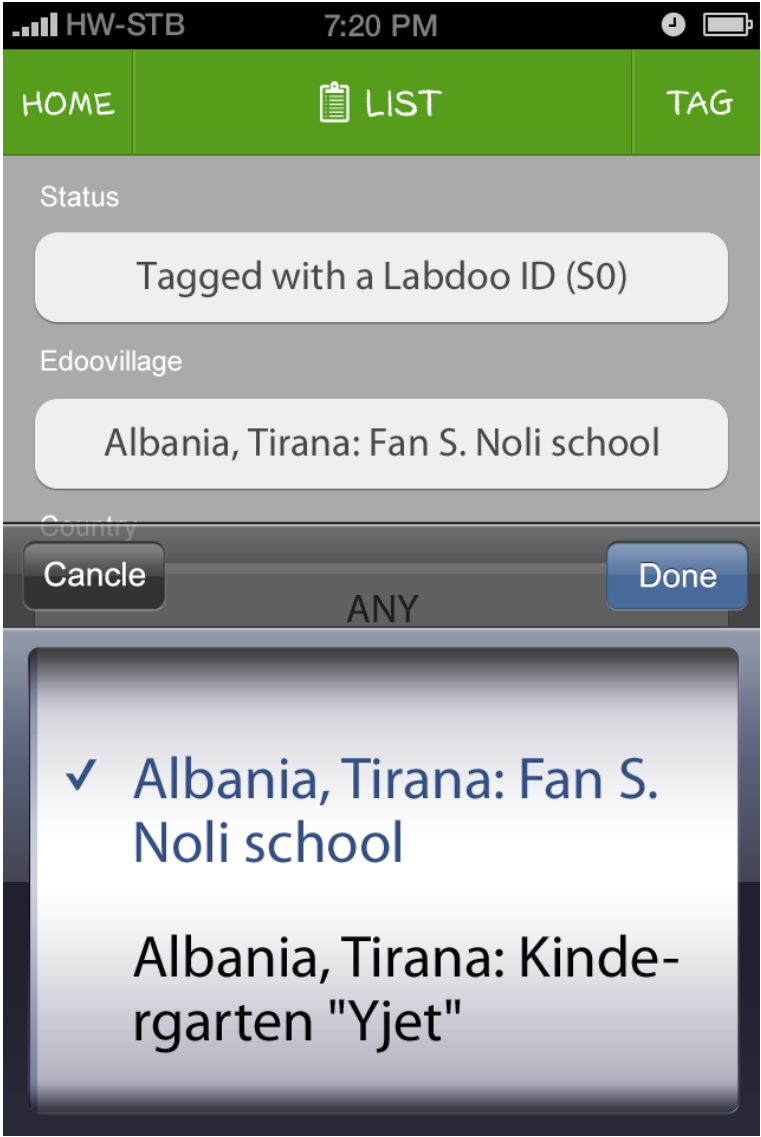 HW-STB 7:20 PM
HOME LIST TAG
Status
Tagged with a Labdoo ID (S0)
Edoovillage
Albania, Tirana: Fan S. Noli school
Country
Cancle Done
ANY
Albania, Tirana: Fan S.
Noli school
Albania, Tirana: Kinde-
rgarten "Yjet"